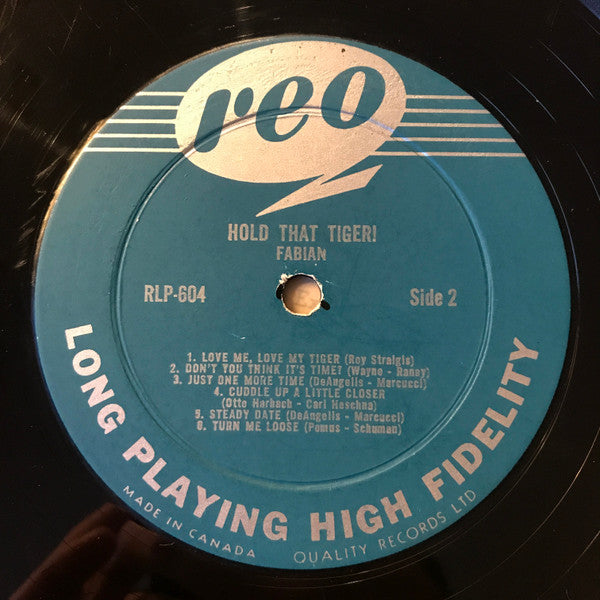 reo
HOLD THAT TIGER!
FABIAN
RLP-604
Side 2
1. LOVE ME, LOVE MY TIGER (Roy Straigis)
2. DON'T YOU THINK IT'S TIME? (Wayne - Raney)
3. JUST ONE MORE TIME (DeAngelis - Marcucci)
4. CUDDLE UP A LITTLE CLOSER
(Otto Harbach - Carl Hoschna)
5. STEADY DATE (DeAngelis - Marcucci)
6. TURN ME LOOSE (Pomus - Schuman)
LONG PLAYING HIGH FIDELITY
MADE IN CANADA
QUALITY RECORDS LTD